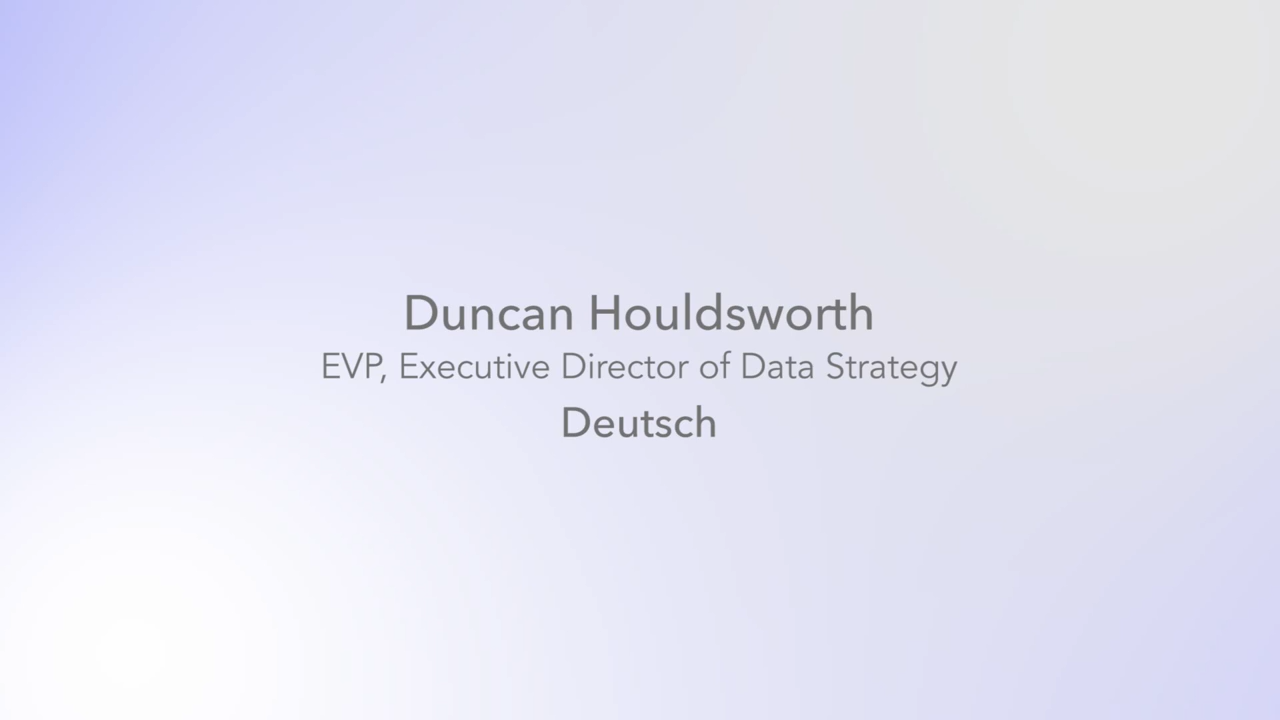 Duncan Houldsworth
EVP, Executive Director of Data Strategy
Deutsch